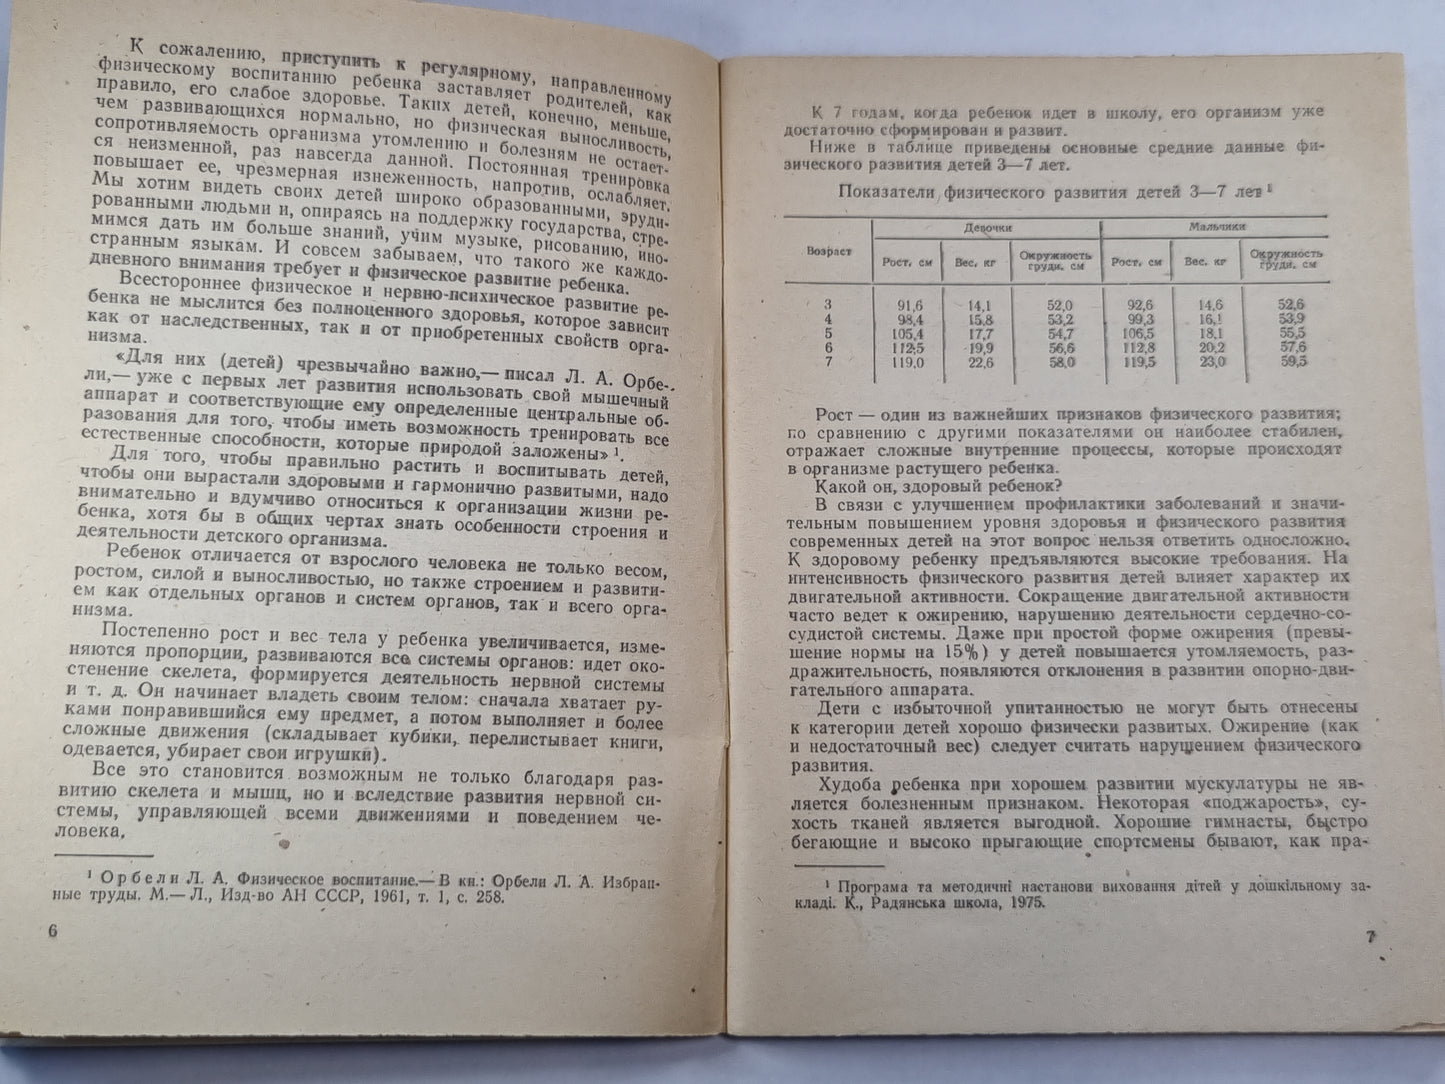 К сожалению, приступить к регулярному, направленному
физическому воспитанию ребенка заставляет родителей, как
правило, его слабое здоровье. Таких детей, конечно, меньше,
чем развивающихся нормально, но физическая выносливость,
сопротивляемость организма утомлению и болезням не остает-
ся неизменной, раз навсегда данной. Постоянная тренировка
повышает ее, чрезмерная изнеженность, напротив, ослабляет.
Мы хотим видеть своих детей широко образованными, эруди-
рованными людьми и, опираясь на поддержку государства, стре-
мимся дать им больше знаний, учим музыке, рисованию, ино-
странным языкам. И совсем забываем, что такого же каждо-
дневного внимания требует и физическое развитие ребенка.
Всестороннее физическое и нервно-психическое развитие ре-
бенка не мыслится без полноценного здоровья, которое зависит
как от наследственных, так и от приобретенных свойств орга-
низма.
«Для них (детей) чрезвычайно важно,— писал Л. А. Орбе-
ли,— уже с первых лет развития использовать свой мышечный
аппарат и соответствующие ему определенные центральные об-
разования для того, чтобы иметь возможность тренировать все
естественные способности, которые природой заложены» ¹.
Для того, чтобы правильно растить и воспитывать детей,
чтобы они вырастали здоровыми и гармонично развитыми, надо
внимательно и вдумчиво относиться к организации жизни ре-
бенка, хотя бы в общих чертах знать особенности строения и
деятельности детского организма.
Ребенок отличается от взрослого человека не только весом,
ростом, силой и выносливостью, но также строением и развити-
ем как отдельных органов и систем органов, так и всего орга-
низма.
Постепенно рост и вес тела у ребенка увеличивается, изме-
няются пропорции, развиваются все системы органов: идет око-
стенение скелета, формируется деятельность нервной системы
и т. д. Он начинает владеть своим телом: сначала хватает ру-
ками понравившийся ему предмет, а потом выполняет и более
сложные движения (складывает кубики, перелистывает книги,
одевается, убирает свои игрушки).
Все это становится возможным не только благодаря раз-
витию скелета и мышц, но и вследствие развития нервной си-
стемы, управляющей всеми движениями и поведением че-
ловека.
¹ Орбели Л. А. Физическое воспитание.— В кн.: Орбели Л. А. Избран-
ные труды. М.— Л., Изд-во АН СССР, 1961, т. 1, с. 258.
6
К 7 годам, когда ребенок идет в школу, его организм уже
достаточно сформирован и развит.
Ниже в таблице приведены основные средние данные фи-
зического развития детей 3—7 лет.
Показатели физического развития детей 3—7 лет ¹
Возраст Девочки Мальчики
Рост, см Вес, кг Окружность груди, см Рост, см Вес, кг Окружность груди, см
3 91,6 14,1 52,0 92,6 14,6 52,6
4 98,4 15,8 53,2 99,3 16,1 53,9
5 105,4 17,7 54,7 106,5 18,1 55,5
6 112,5 19,9 56,6 112,8 20,2 57,6
7 119,0 22,6 58,0 119,5 23,0 59,5
Рост — один из важнейших признаков физического развития;
по сравнению с другими показателями он наиболее стабилен,
отражает сложные внутренние процессы, которые происходят
в организме растущего ребенка.
Какой он, здоровый ребенок?
В связи с улучшением профилактики заболеваний и значи-
тельным повышением уровня здоровья и физического развития
современных детей на этот вопрос нельзя ответить односложно.
К здоровому ребенку предъявляются высокие требования. На
интенсивность физического развития детей влияет характер их
двигательной активности. Сокращение двигательной активности
часто ведет к ожирению, нарушению деятельности сердечно-со-
судистой системы. Даже при простой форме ожирения (превы-
шение нормы на 15%) у детей повышается утомляемость, раз-
дражительность, появляются отклонения в развитии опорно-дви-
гательного аппарата.
Дети с избыточной упитанностью не могут быть отнесены
к категории детей хорошо физически развитых. Ожирение (как
и недостаточный вес) следует считать нарушением физического
развития.
Худоба ребенка при хорошем развитии мускулатуры не яв-
ляется болезненным признаком. Некоторая «поджарость», су-
хость тканей является выгодной. Хорошие гимнасты, быстро
бегающие и высоко прыгающие спортсмены бывают, как пра-
¹ Програма та методичні настанови виховання дітей у дошкільному за-
кладі. К., Радянська школа, 1975.
7